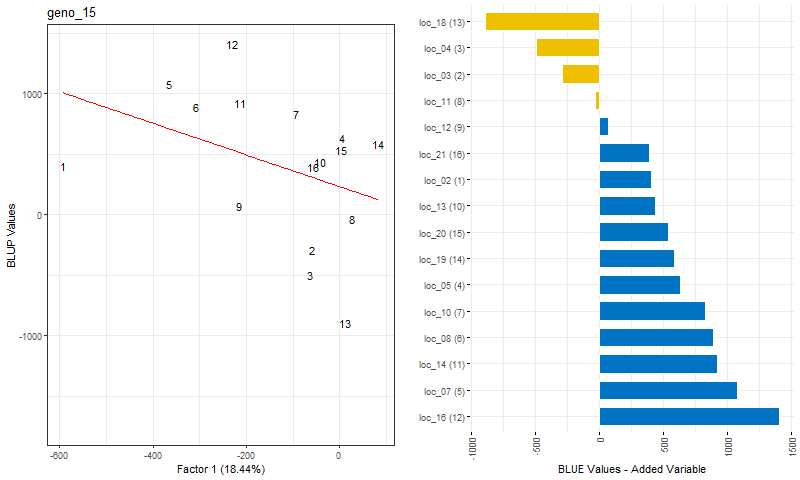 geno_15
BLUP Values
1000
0
-1000
12
5
6
11
7
4
14
15
10
16
1
9
8
2
3
13
-600
-400
-200
0
Factor 1 (18.44%)
loc_18 (13)
loc_04 (3)
loc_03 (2)
loc_11 (8)
loc_12 (9)
loc_21 (16)
loc_02 (1)
loc_13 (10)
loc_20 (15)
loc_19 (14)
loc_05 (4)
loc_10 (7)
loc_08 (6)
loc_14 (11)
loc_07 (5)
loc_16 (12)
-1000
-500
0
500
1000
1500
BLUE Values - Added Variable